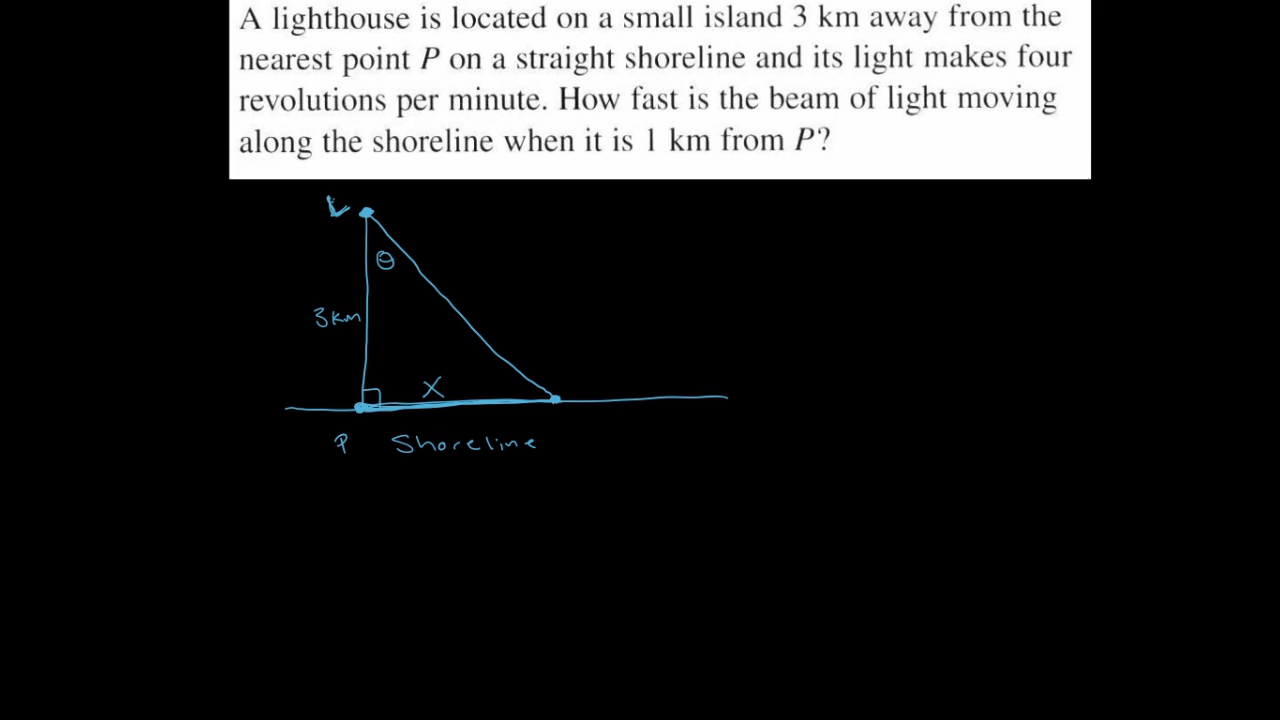 A lighthouse is located on a small island 3 km away from the
nearest point P on a straight shoreline and its light makes four
revolutions per minute. How fast is the beam of light moving
along the shoreline when it is 1 km from P?
L
θ
3km
X
P Shoreline